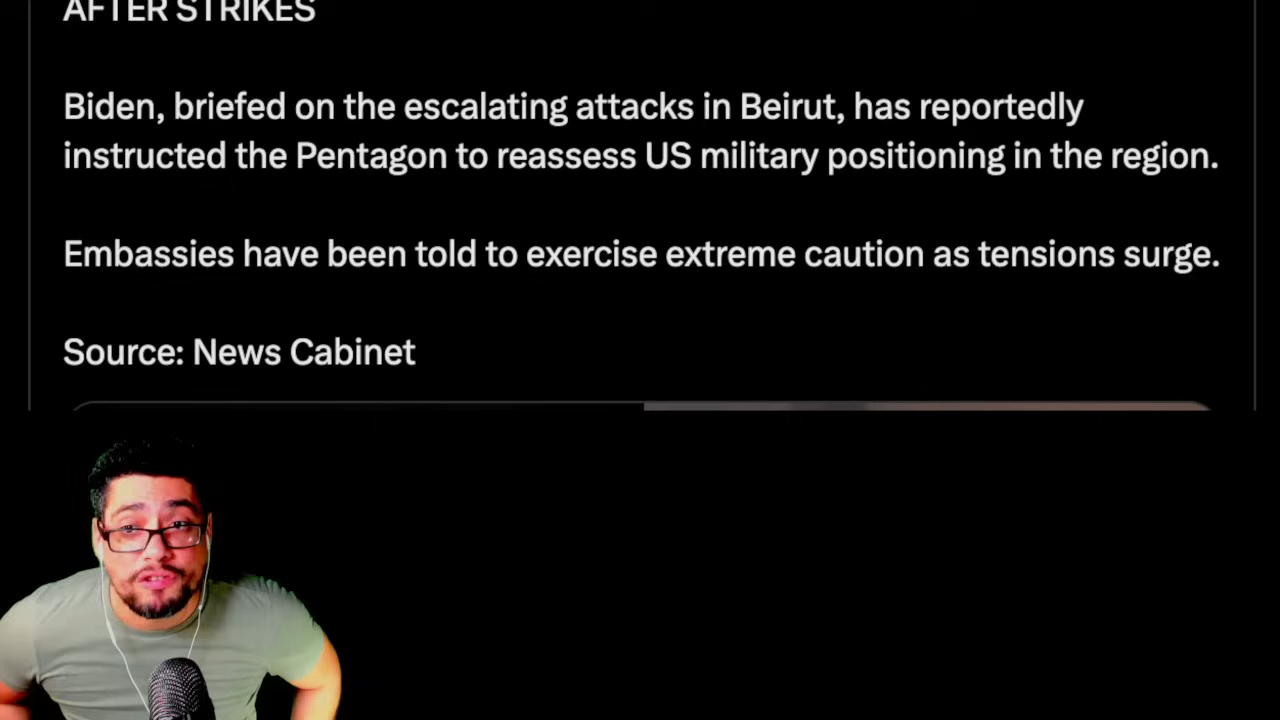 AFTER STRIKES
Biden, briefed on the escalating attacks in Beirut, has reportedly
instructed the Pentagon to reassess US military positioning in the region.
Embassies have been told to exercise extreme caution as tensions surge.
Source: News Cabinet